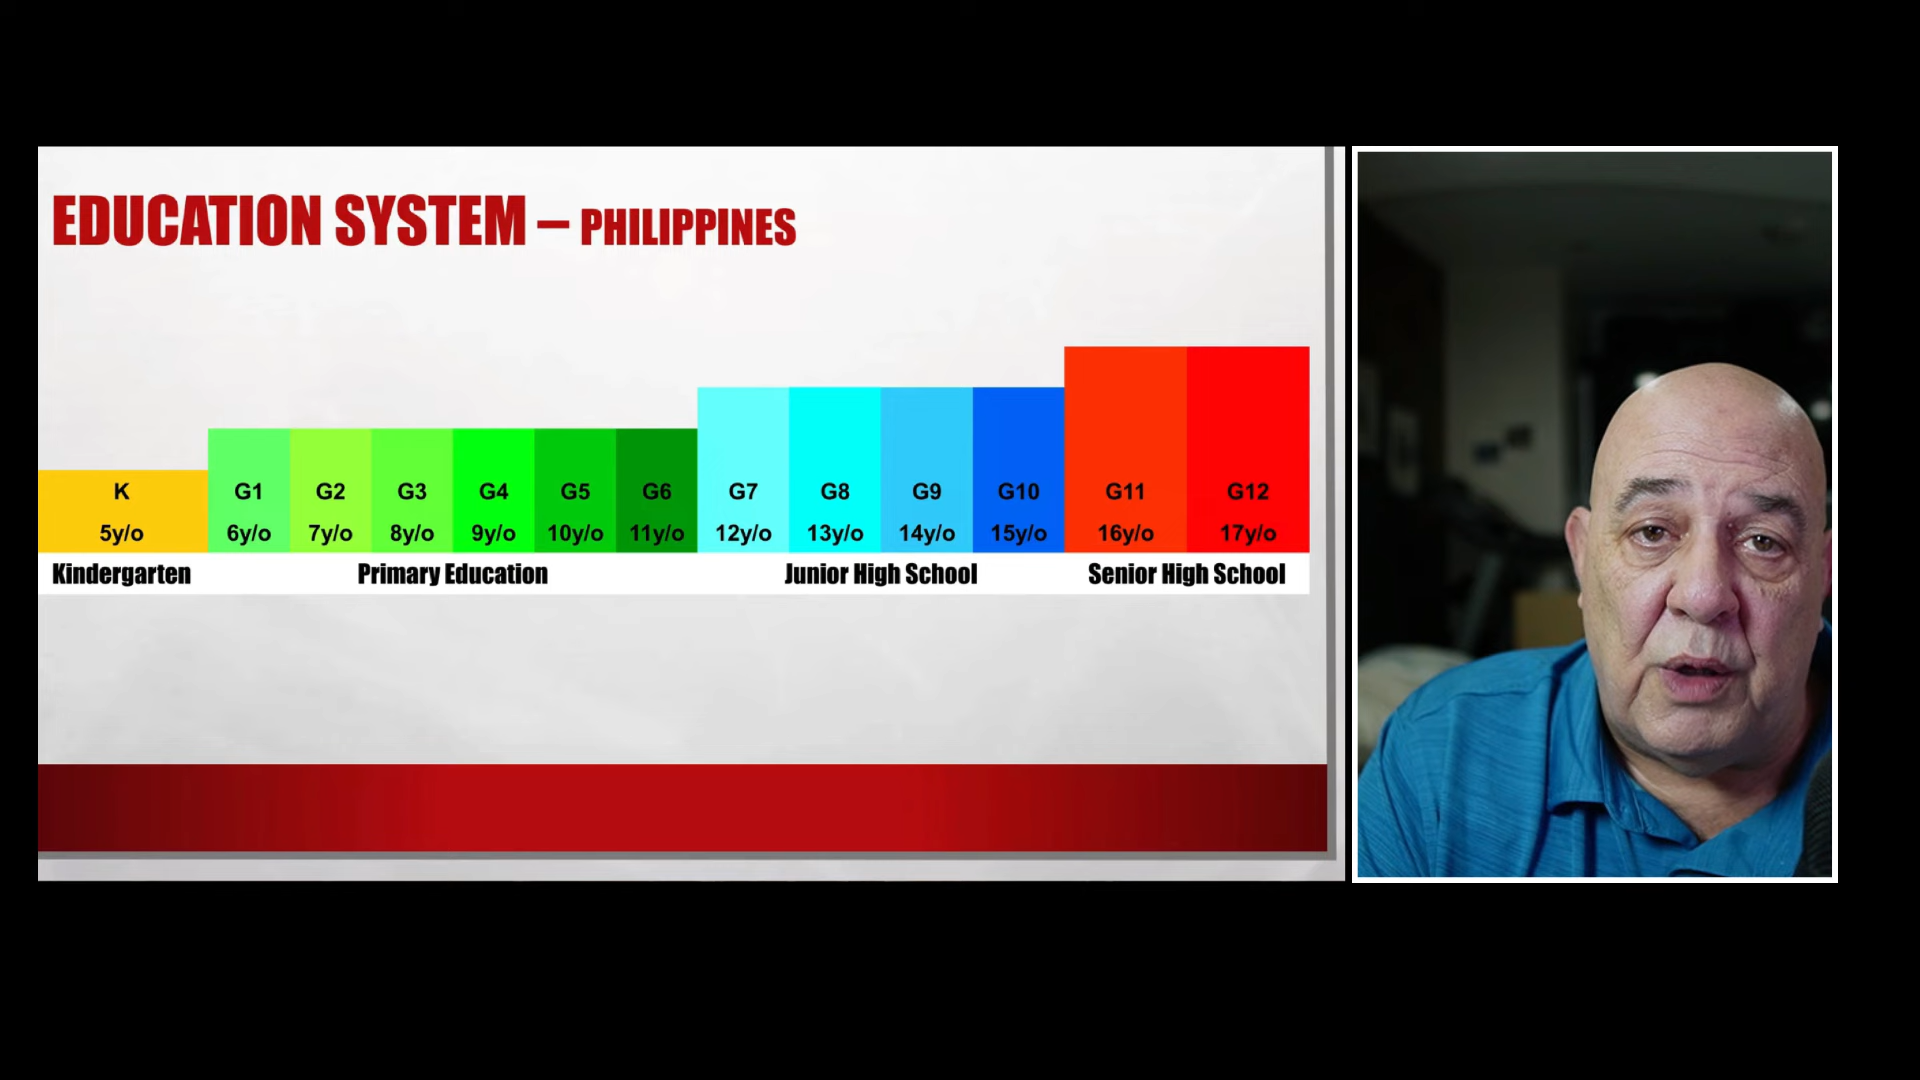 EDUCATION SYSTEM – PHILIPPINES
K G1 G2 G3 G4 G5 G6 G7 G8 G9 G10 G11 G12
5y/o 6y/o 7y/o 8y/o 9y/o 10y/o 11y/o 12y/o 13y/o 14y/o 15y/o 16y/o 17y/o
Kindergarten Primary Education Junior High School Senior High School